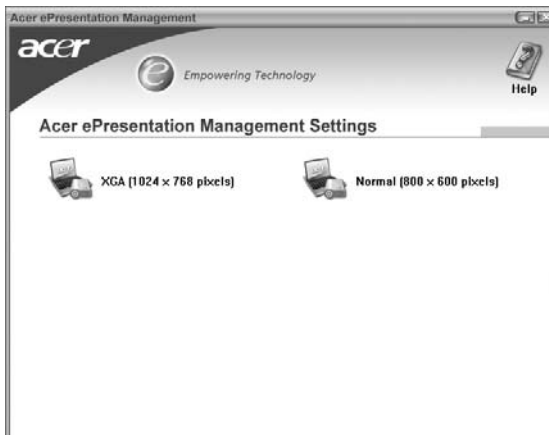 Acer ePresentation Management
acer
e Empowering Technology
Help
Acer ePresentation Management Settings
XGA (1024 x 768 pixels)
Normal (800 x 600 pixels)